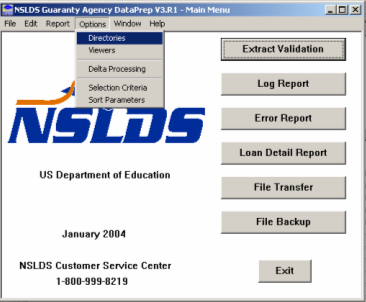 NSLDS Guaranty Agency DataPrep V3.R1 - Main Menu
File Edit Report Options Window Help
Directories
Viewers
Delta Processing
Selection Criteria
Sort Parameters
NSLDS
US Department of Education
January 2004
NSLDS Customer Service Center
1-800-999-8219
Extract Validation
Log Report
Error Report
Loan Detail Report
File Transfer
File Backup
Exit